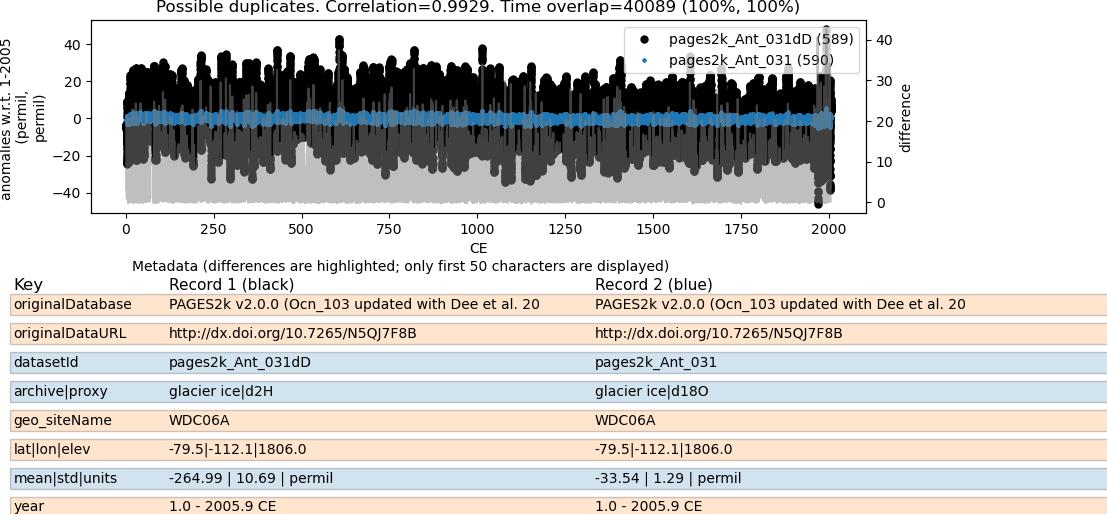 Possible duplicates. Correlation=0.9929. Time overlap=40089 (100%, 100%)
anomalies w.r.t. 1-2005
(permil,
permil)
40
20
0
−20
−40
pages2k_Ant_031dD (589)
pages2k_Ant_031 (590)
40
30
20
10
0
difference
0 250 500 750 1000 1250 1500 1750 2000
CE
Metadata (differences are highlighted; only first 50 characters are displayed)
Key Record 1 (black) Record 2 (blue)
originalDatabase PAGES2k v2.0.0 (Ocn_103 updated with Dee et al. 20 PAGES2k v2.0.0 (Ocn_103 updated with Dee et al. 20
originalDataURL http://dx.doi.org/10.7265/N5QJ7F8B http://dx.doi.org/10.7265/N5QJ7F8B
datasetId pages2k_Ant_031dD pages2k_Ant_031
archive|proxy glacier ice|d2H glacier ice|d18O
geo_siteName WDC06A WDC06A
lat|lon|elev -79.5|-112.1|1806.0 -79.5|-112.1|1806.0
mean|std|units -264.99 | 10.69 | permil -33.54 | 1.29 | permil
year 1.0 - 2005.9 CE 1.0 - 2005.9 CE